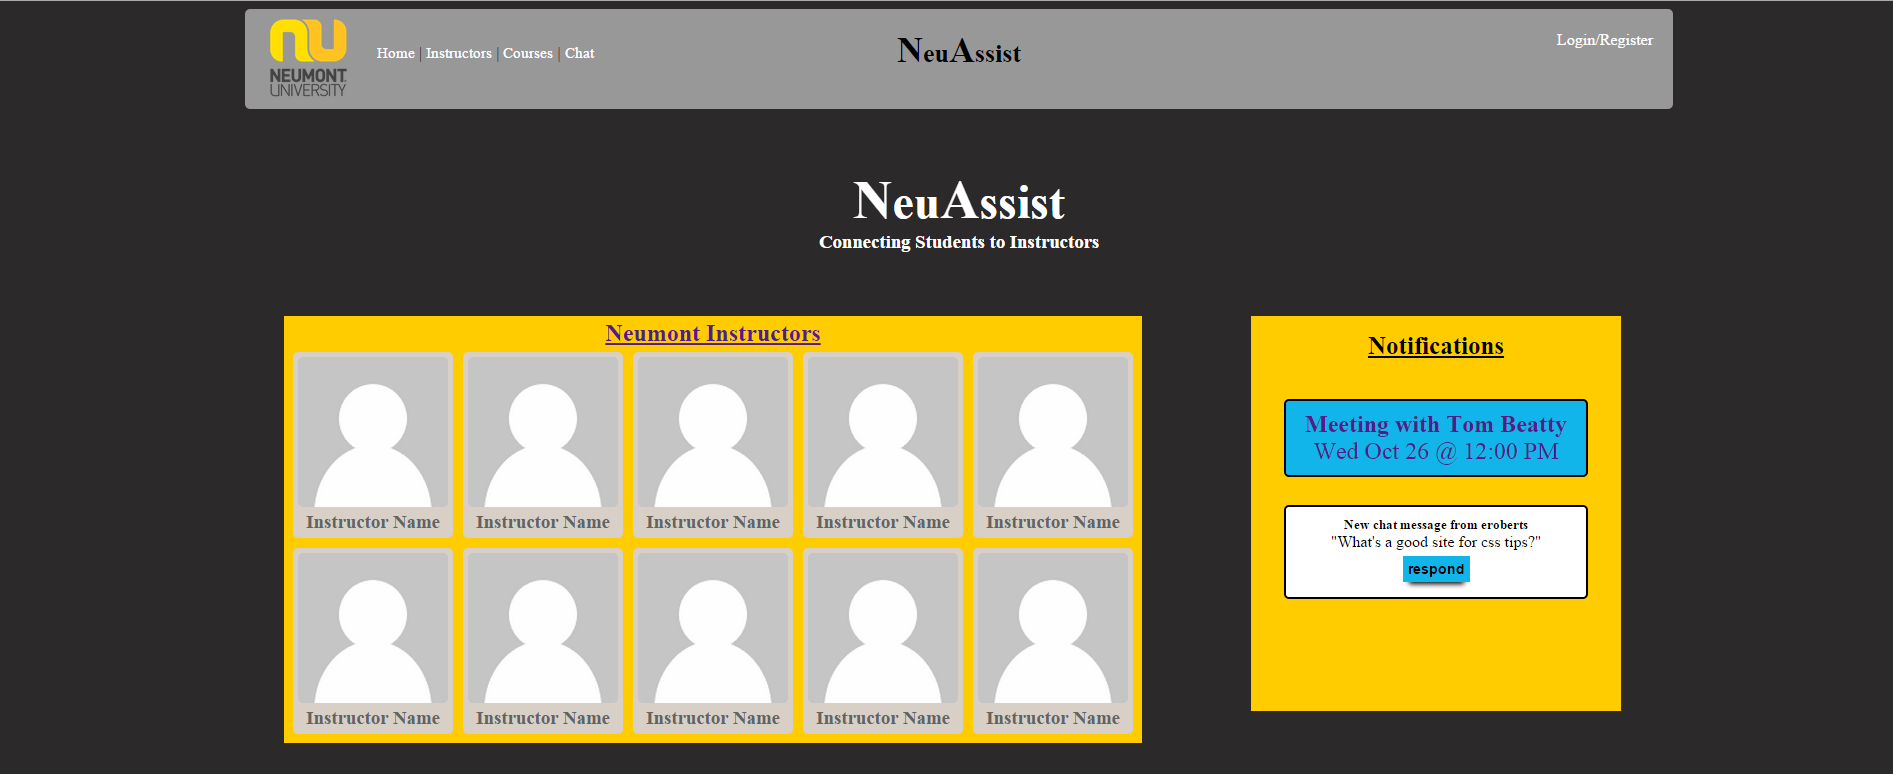 NEUMONT
UNIVERSITY
Home | Instructors | Courses | Chat
NeuAssist
Login/Register
NeuAssist
Connecting Students to Instructors
Neumont Instructors
Instructor Name
Instructor Name
Instructor Name
Instructor Name
Instructor Name
Instructor Name
Instructor Name
Instructor Name
Instructor Name
Instructor Name
Notifications
Meeting with Tom Beatty
Wed Oct 26 @ 12:00 PM
New chat message from eroberts
"What's a good site for css tips?"
respond